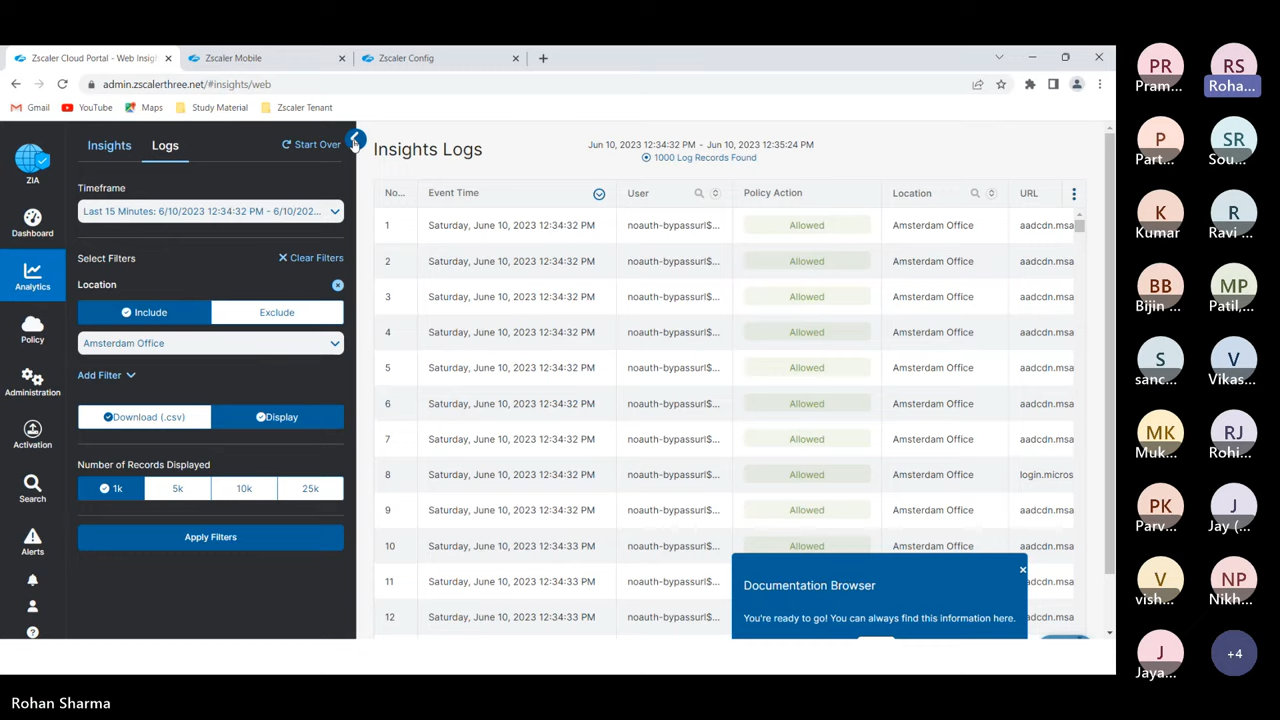 Zscaler Cloud Portal - Web Insig
Zscaler Mobile
Zscaler Config
admin.zscalerthree.net/#insights/web
Gmail
YouTube
Maps
Study Material
Zscaler Tenant
ZIA
Dashboard
Analytics
Policy
Administration
Activation
Search
Alerts
Insights
Logs
Start Over
Timeframe
Last 15 Minutes: 6/10/2023 12:34:32 PM - 6/10/202...
Select Filters
Clear Filters
Location
Include
Exclude
Amsterdam Office
Add Filter
Download (.csv)
Display
Number of Records Displayed
1k
5k
10k
25k
Apply Filters
Insights Logs
Jun 10, 2023 12:34:32 PM - Jun 10, 2023 12:35:24 PM
1000 Log Records Found
No... Event Time User Policy Action Location URL
1 Saturday, June 10, 2023 12:34:32 PM noauth-bypassurl$... Allowed Amsterdam Office aadcdn.msa
2 Saturday, June 10, 2023 12:34:32 PM noauth-bypassurl$... Allowed Amsterdam Office aadcdn.msa
3 Saturday, June 10, 2023 12:34:32 PM noauth-bypassurl$... Allowed Amsterdam Office aadcdn.msa
4 Saturday, June 10, 2023 12:34:32 PM noauth-bypassurl$... Allowed Amsterdam Office aadcdn.msa
5 Saturday, June 10, 2023 12:34:32 PM noauth-bypassurl$... Allowed Amsterdam Office aadcdn.msa
6 Saturday, June 10, 2023 12:34:32 PM noauth-bypassurl$... Allowed Amsterdam Office aadcdn.msa
7 Saturday, June 10, 2023 12:34:32 PM noauth-bypassurl$... Allowed Amsterdam Office aadcdn.msa
8 Saturday, June 10, 2023 12:34:32 PM noauth-bypassurl$... Allowed Amsterdam Office login.micros
9 Saturday, June 10, 2023 12:34:32 PM noauth-bypassurl$... Allowed Amsterdam Office aadcdn.msa
10 Saturday, June 10, 2023 12:34:33 PM noauth-bypassurl$... Allowed Amsterdam Office aadcdn.msa
11 Saturday, June 10, 2023 12:34:33 PM noauth-bypassurl$... aadcdn.msa
12 Saturday, June 10, 2023 12:34:33 PM noauth-bypassurl$... aadcdn.msa
Documentation Browser
You're ready to go! You can always find this information here.
PR RS
Pram... Roha...
P SR
Part... Sou...
K R
Kumar Ravi ...
BB MP
Bijin ... Patil,...
S V
sanc... Vikas...
MK RJ
Muk... Rohi...
PK J
Parv... Jay (...
V NP
vish... Nikh...
J +4
Jaya...
Rohan Sharma